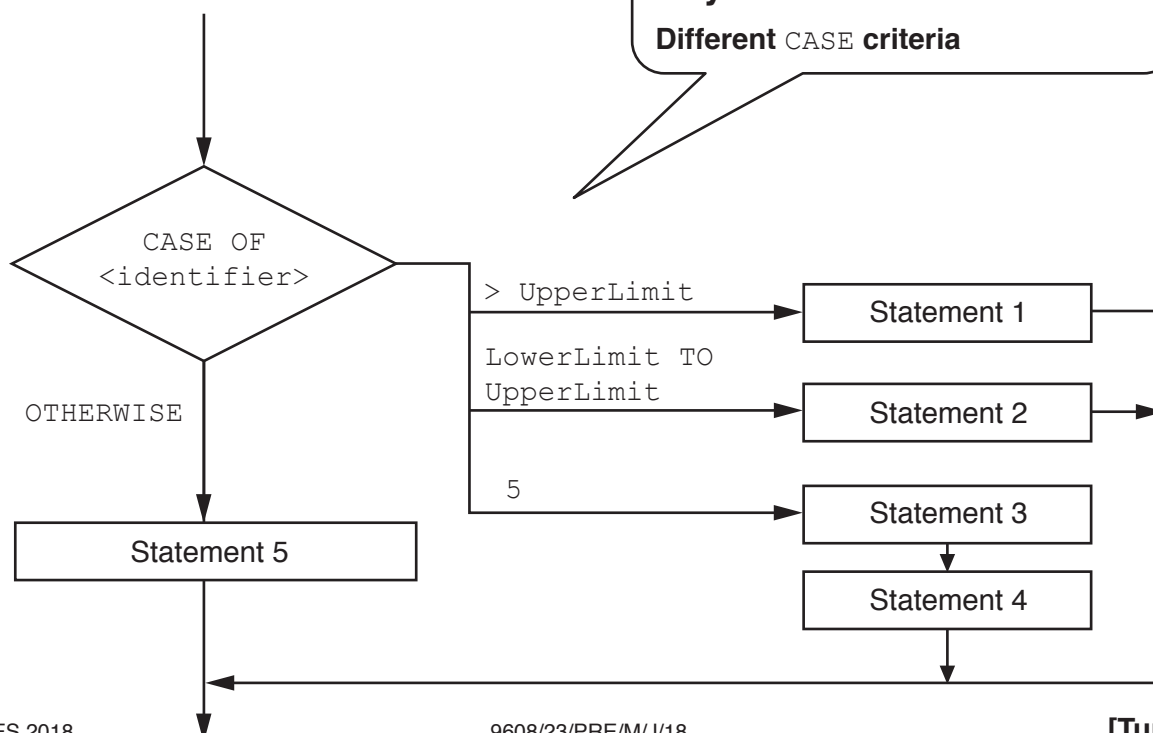 Different CASE criteria
CASE OF
<identifier>
> UpperLimit
Statement 1
LowerLimit TO
UpperLimit
Statement 2
OTHERWISE
5
Statement 3
Statement 5
Statement 4
2018
9608/23/PRE/M/J/18